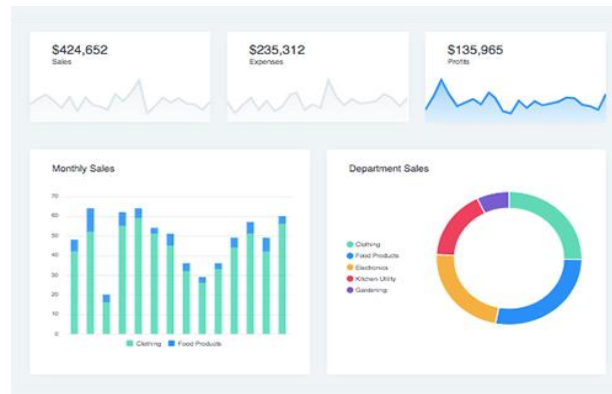 $424,652
Sales
$235,312
Expenses
$135,965
Profits
Monthly Sales
70
60
50
40
30
20
10
0
Clothing
Food Products
Department Sales
Clothing
Food Products
Electronics
Kitchen Utility
Gardening